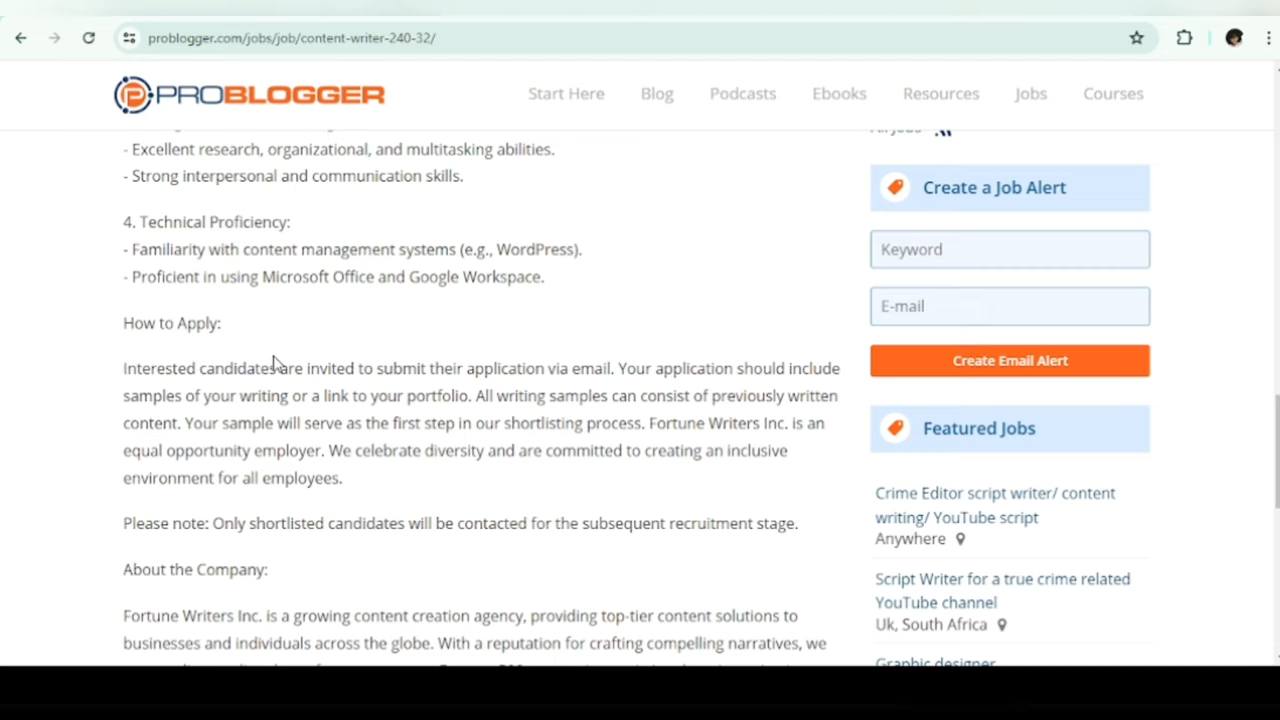 problogger.com/jobs/job/content-writer-240-32/
PROBLOGGER
Start Here
Blog
Podcasts
Ebooks
Resources
Jobs
Courses
- Excellent research, organizational, and multitasking abilities.
- Strong interpersonal and communication skills.
4. Technical Proficiency:
- Familiarity with content management systems (e.g., WordPress).
- Proficient in using Microsoft Office and Google Workspace.
How to Apply:
Interested candidates are invited to submit their application via email. Your application should include
samples of your writing or a link to your portfolio. All writing samples can consist of previously written
content. Your sample will serve as the first step in our shortlisting process. Fortune Writers Inc. is an
equal opportunity employer. We celebrate diversity and are committed to creating an inclusive
environment for all employees.
Please note: Only shortlisted candidates will be contacted for the subsequent recruitment stage.
About the Company:
Fortune Writers Inc. is a growing content creation agency, providing top-tier content solutions to
businesses and individuals across the globe. With a reputation for crafting compelling narratives, we
Create a Job Alert
Keyword
E-mail
Create Email Alert
Featured Jobs
Crime Editor script writer/ content
writing/ YouTube script
Anywhere
Script Writer for a true crime related
YouTube channel
Uk, South Africa
Graphic designer